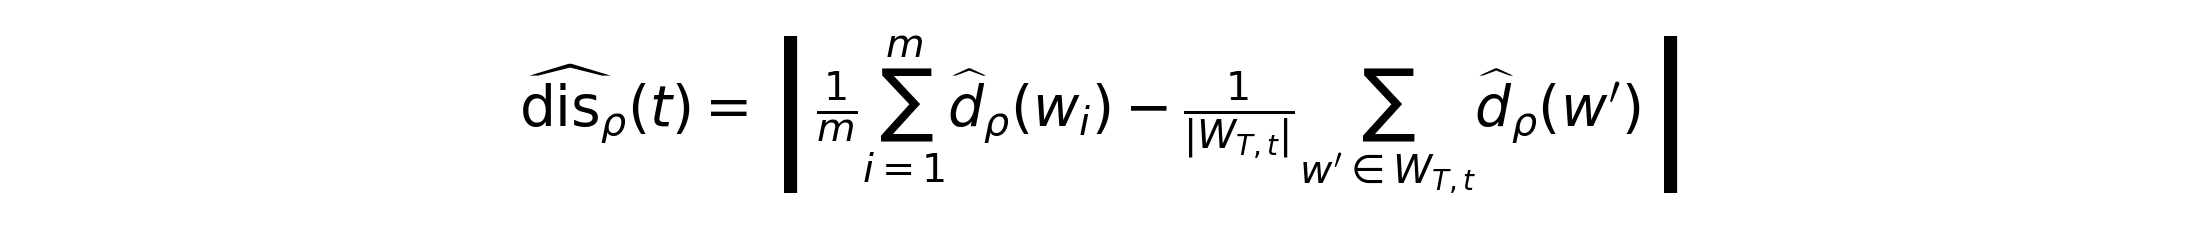 $\widehat{\mathrm{dis}}_{\rho}(t) = \left| \frac{1}{m} \sum_{i=1}^{m} \widehat{d}_{\rho}(w_i) - \frac{1}{|W_{T,t}|} \sum_{w' \in W_{T,t}} \widehat{d}_{\rho}(w') \right|$